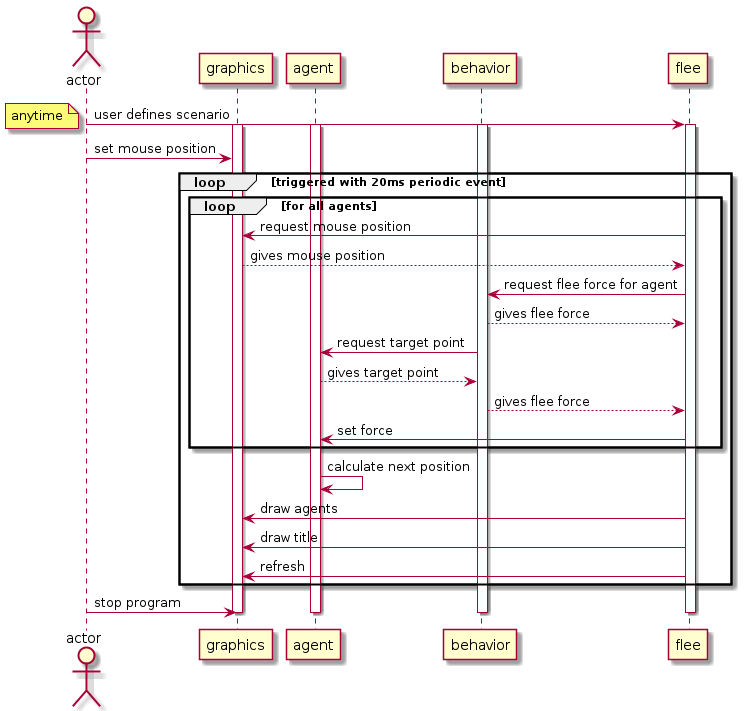 actor
graphics
agent
behavior
flee
anytime
user defines scenario
set mouse position
loop
[triggered with 20ms periodic event]
loop
[for all agents]
request mouse position
gives mouse position
request flee force for agent
gives flee force
request target point
gives target point
gives flee force
set force
calculate next position
draw agents
draw title
refresh
stop program
actor
graphics
agent
behavior
flee